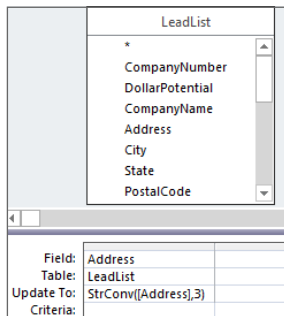 LeadList
*
CompanyNumber
DollarPotential
CompanyName
Address
City
State
PostalCode
Field: Address
Table: LeadList
Update To: StrConv([Address],3)
Criteria: